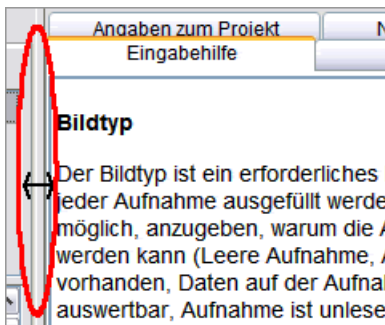 Angaben zum Projekt N
Eingabehilfe
Bildtyp
Der Bildtyp ist ein erforderliches
jeder Aufnahme ausgefüllt werde
möglich, anzugeben, warum die A
werden kann (Leere Aufnahme, A
vorhanden, Daten auf der Aufnah
auswertbar, Aufnahme ist unlese